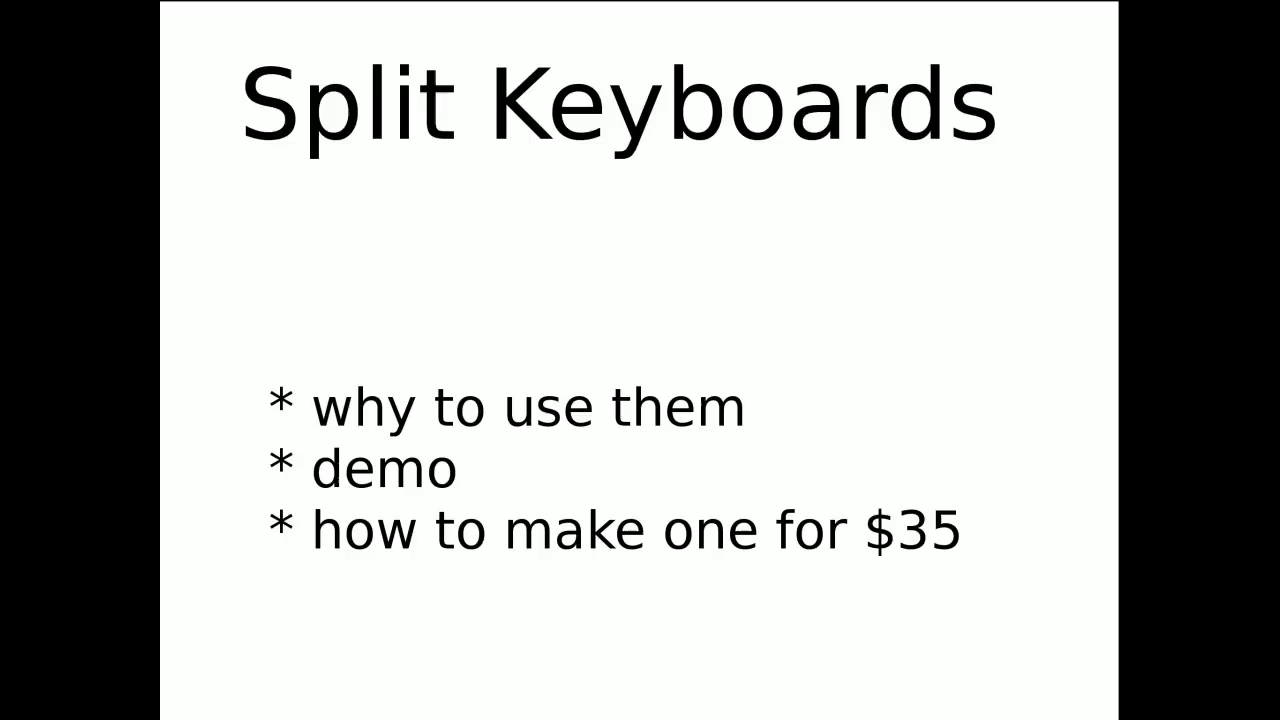 Split Keyboards
* why to use them
* demo
* how to make one for $35